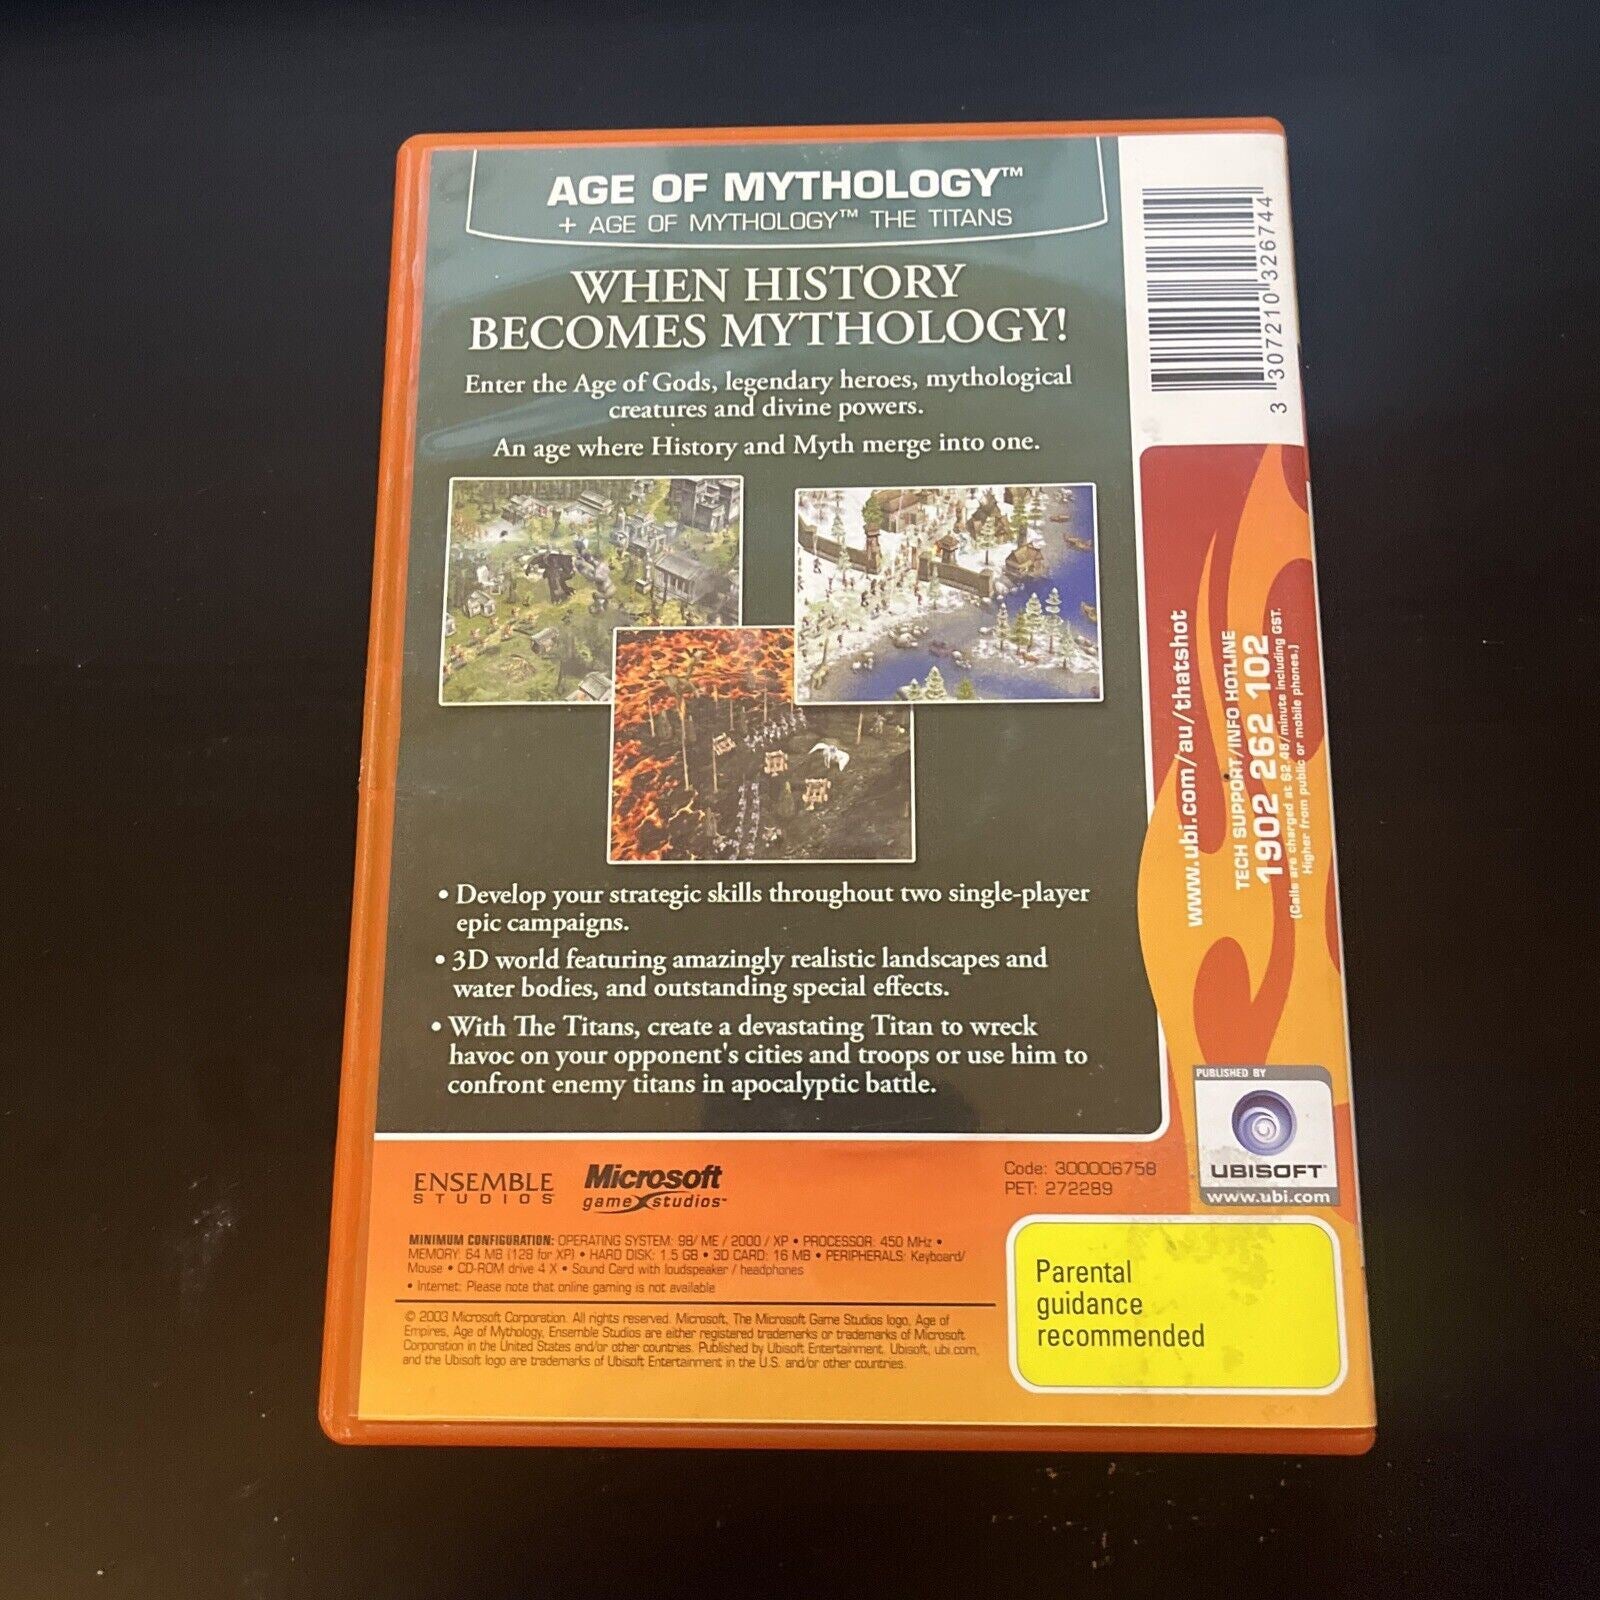 AGE OF MYTHOLOGY™
+ AGE OF MYTHOLOGY™ THE TITANS
WHEN HISTORY
BECOMES MYTHOLOGY!
Enter the Age of Gods, legendary heroes, mythological
creatures and divine powers.
An age where History and Myth merge into one.
• Develop your strategic skills throughout two single-player
epic campaigns.
• 3D world featuring amazingly realistic landscapes and
water bodies, and outstanding special effects.
• With The Titans, create a devastating Titan to wreck
havoc on your opponent's cities and troops or use him to
confront enemy titans in apocalyptic battle.
3 307210 326744
www.ubi.com/au/thatshot
TECH SUPPORT/INFO HOTLINE
1902 262 102
(Calls are charged at $2.48/minute including GST.
Higher from public or mobile phones.)
PUBLISHED BY
UBISOFT™
www.ubi.com
ENSEMBLE
STUDIOS
Microsoft
game studios™
Code: 300006758
PET: 272289
MINIMUM CONFIGURATION: OPERATING SYSTEM: 98/ ME / 2000 / XP • PROCESSOR: 450 MHz •
MEMORY: 64 MB (128 for XP) • HARD DISK: 1.5 GB • 3D CARD: 16 MB • PERIPHERALS: Keyboard/
Mouse • CD-ROM drive 4 X • Sound Card with loudspeaker / headphones
• Internet: Please note that online gaming is not available
© 2003 Microsoft Corporation. All rights reserved. Microsoft, The Microsoft Game Studios logo, Age of
Empires, Age of Mythology, Ensemble Studios are either registered trademarks or trademarks of Microsoft
Corporation in the United States and/or other countries. Published by Ubisoft Entertainment. Ubisoft, ubi.com,
and the Ubisoft logo are trademarks of Ubisoft Entertainment in the U.S. and/or other countries.
Parental
guidance
recommended